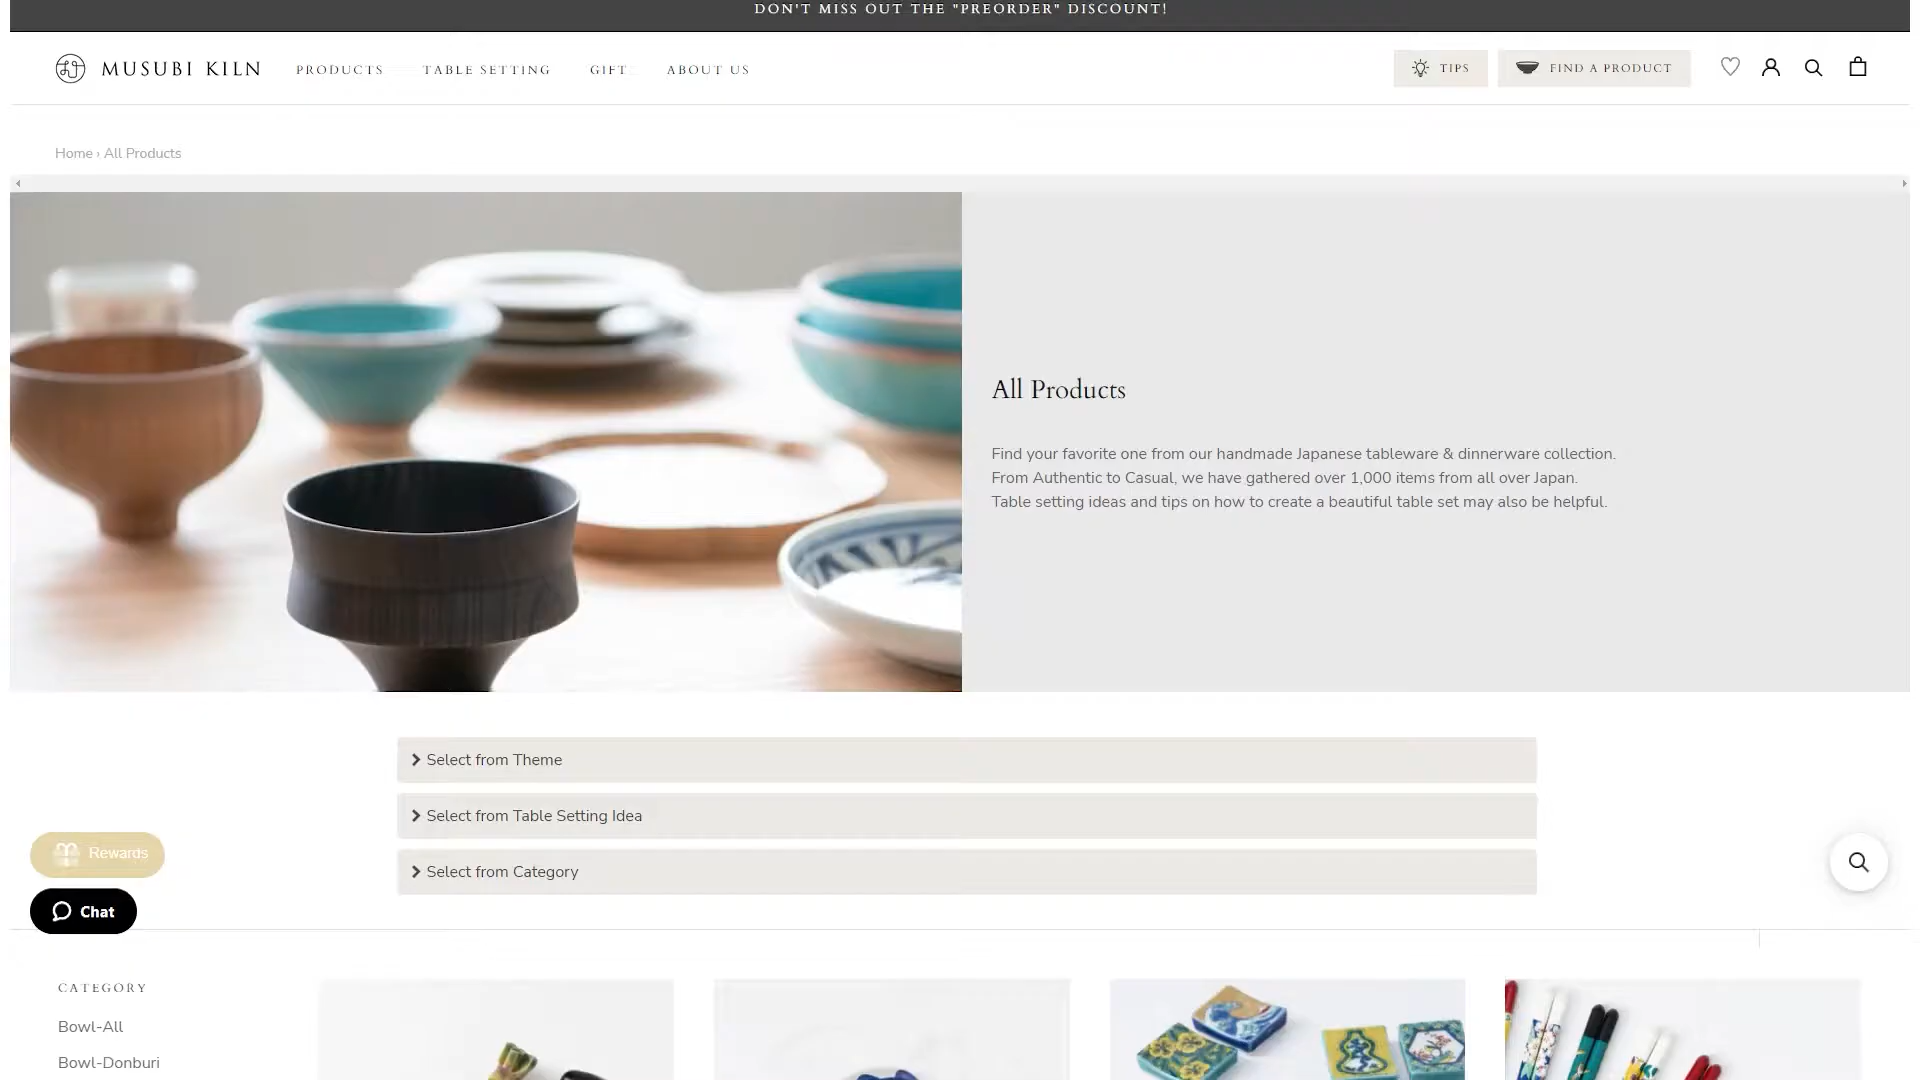 DON'T MISS OUT THE "PREORDER" DISCOUNT!
MUSUBI KILN
PRODUCTS
TABLE SETTING
GIFT
ABOUT US
TIPS
FIND A PRODUCT
Home › All Products
All Products
Find your favorite one from our handmade Japanese tableware & dinnerware collection.
From Authentic to Casual, we have gathered over 1,000 items from all over Japan.
Table setting ideas and tips on how to create a beautiful table set may also be helpful.
Select from Theme
Select from Table Setting Idea
Select from Category
Rewards
Chat
CATEGORY
Bowl-All
Bowl-Donburi